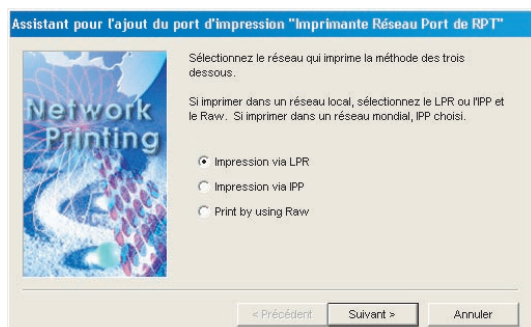 Assistant pour l'ajout du port d'impression "Imprimante Réseau Port de RPT"
Network
Printing
Sélectionnez le réseau qui imprime la méthode des trois
dessous.
Si imprimer dans un réseau local, sélectionnez le LPR ou l'IPP et
le Raw. Si imprimer dans un réseau mondial, IPP choisi.
Impression via LPR
Impression via IPP
Print by using Raw
< Précédent
Suivant >
Annuler